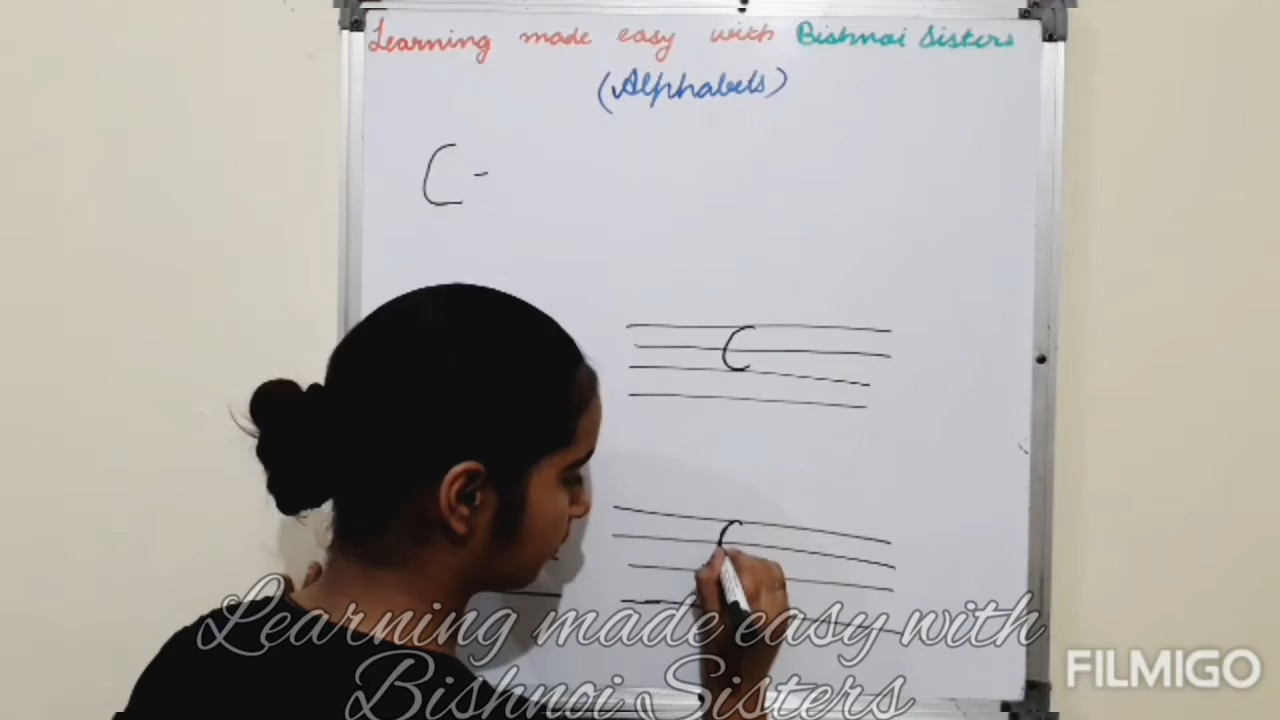 Learning made easy with Bishnoi Sisters
(Alphabets)
C -
C
C
Learning made easy with
Bishnoi Sisters
FILMIGO